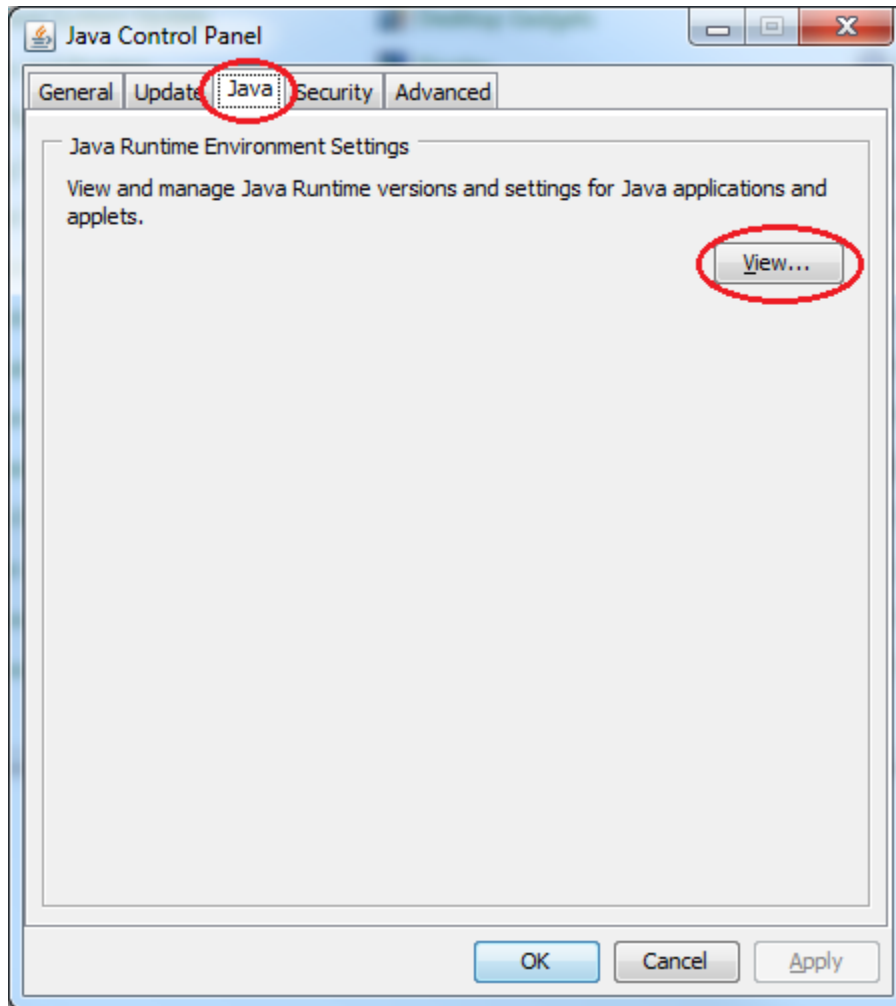 Java Control Panel
General
Update
Java
Security
Advanced
Java Runtime Environment Settings
View and manage Java Runtime versions and settings for Java applications and
applets.
View...
OK
Cancel
Apply